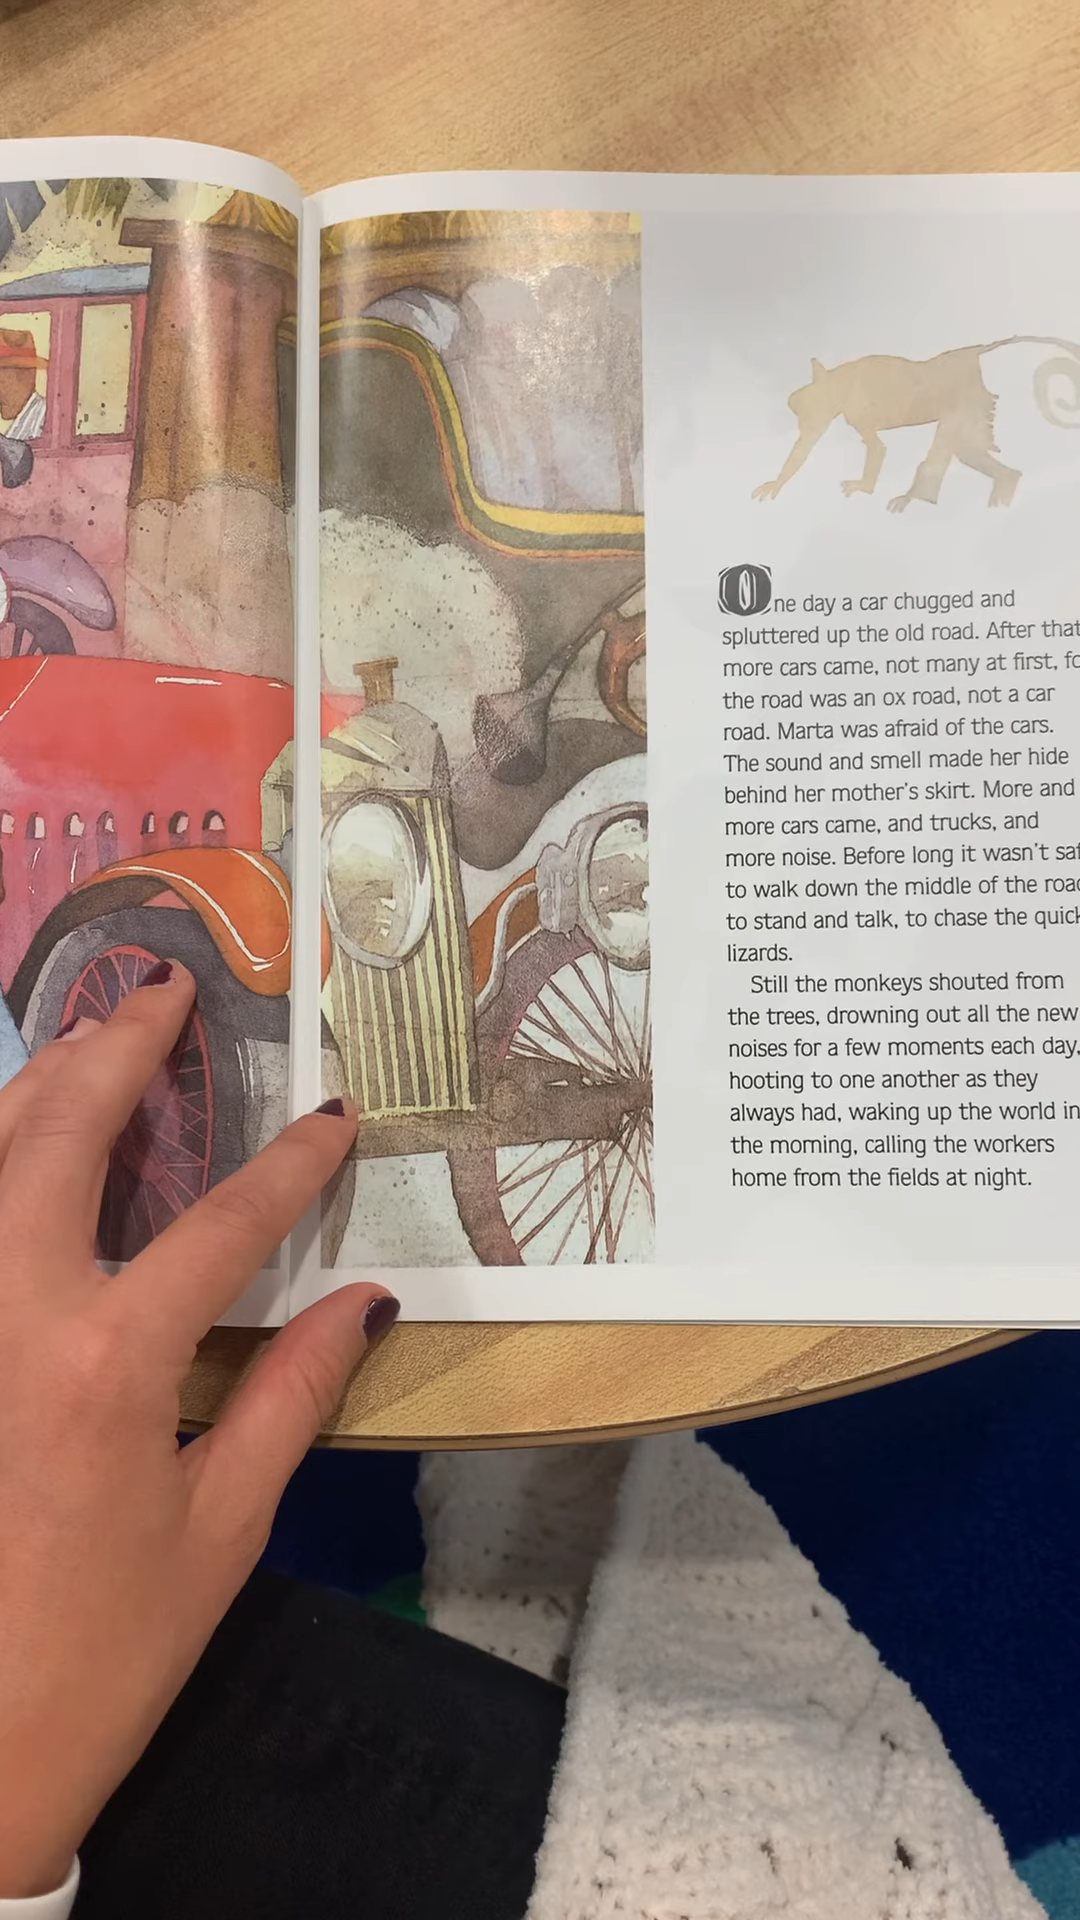 One day a car chugged and
spluttered up the old road. After that
more cars came, not many at first, fo
the road was an ox road, not a car
road. Marta was afraid of the cars.
The sound and smell made her hide
behind her mother's skirt. More and
more cars came, and trucks, and
more noise. Before long it wasn't saf
to walk down the middle of the road
to stand and talk, to chase the quick
lizards.
Still the monkeys shouted from
the trees, drowning out all the new
noises for a few moments each day,
hooting to one another as they
always had, waking up the world in
the morning, calling the workers
home from the fields at night.